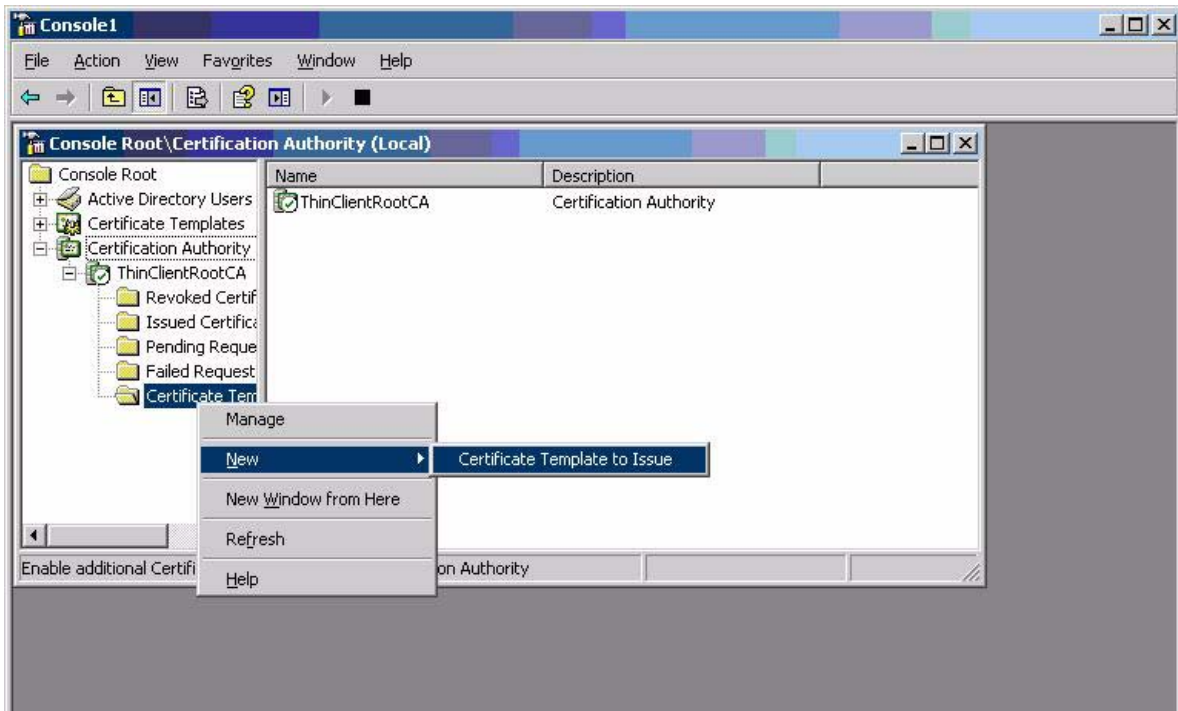 Console1
File Action View Favorites Window Help
Console Root\Certification Authority (Local)
Console Root
Active Directory Users
Certificate Templates
Certification Authority
ThinClientRootCA
Revoked Certif
Issued Certifica
Pending Reque
Failed Request
Certificate Tem
Name Description
ThinClientRootCA Certification Authority
Manage
New
Certificate Template to Issue
New Window from Here
Refresh
Help
Enable additional Certifi on Authority